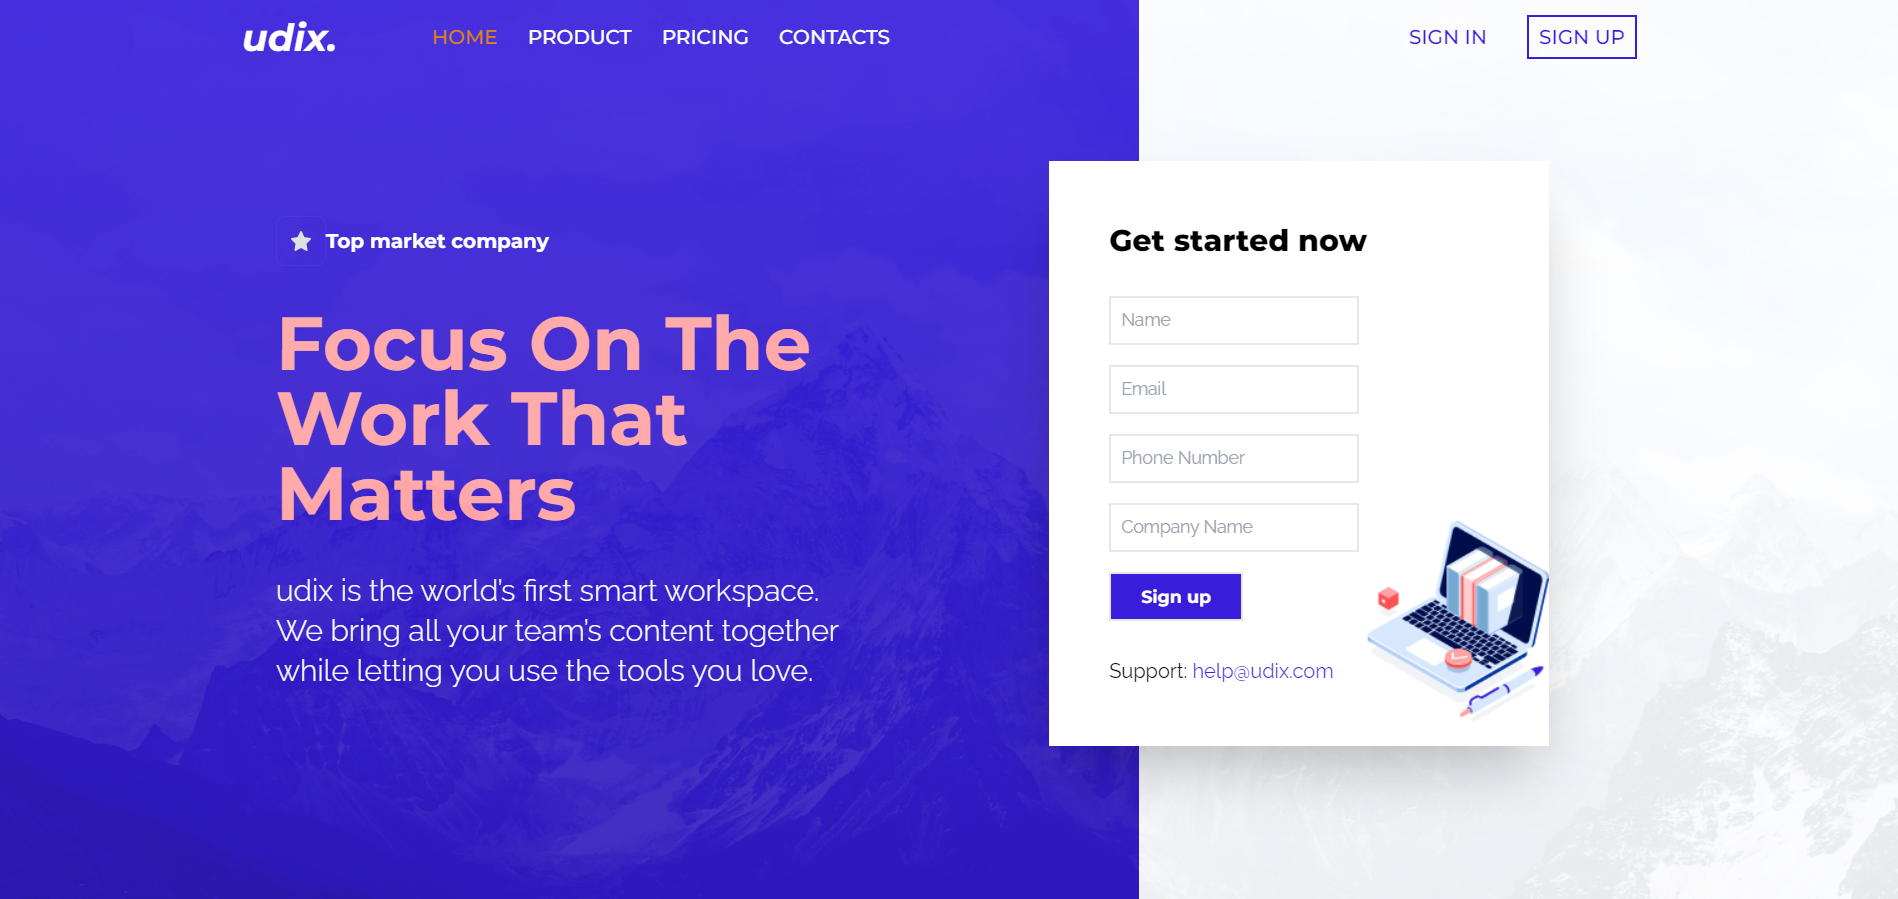 udix.
HOME PRODUCT PRICING CONTACTS
SIGN IN SIGN UP
Top market company
Focus On The
Work That
Matters
udix is the world’s first smart workspace.
We bring all your team’s content together
while letting you use the tools you love.
Get started now
Name
Email
Phone Number
Company Name
Sign up
Support: help@udix.com